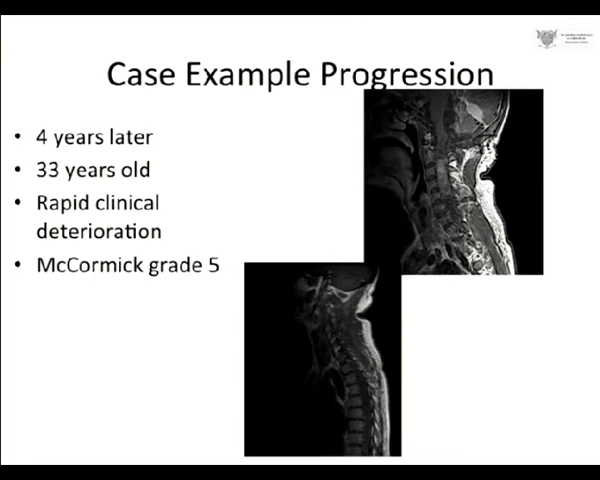 Case Example Progression
• 4 years later
• 33 years old
• Rapid clinical
deterioration
• McCormick grade 5